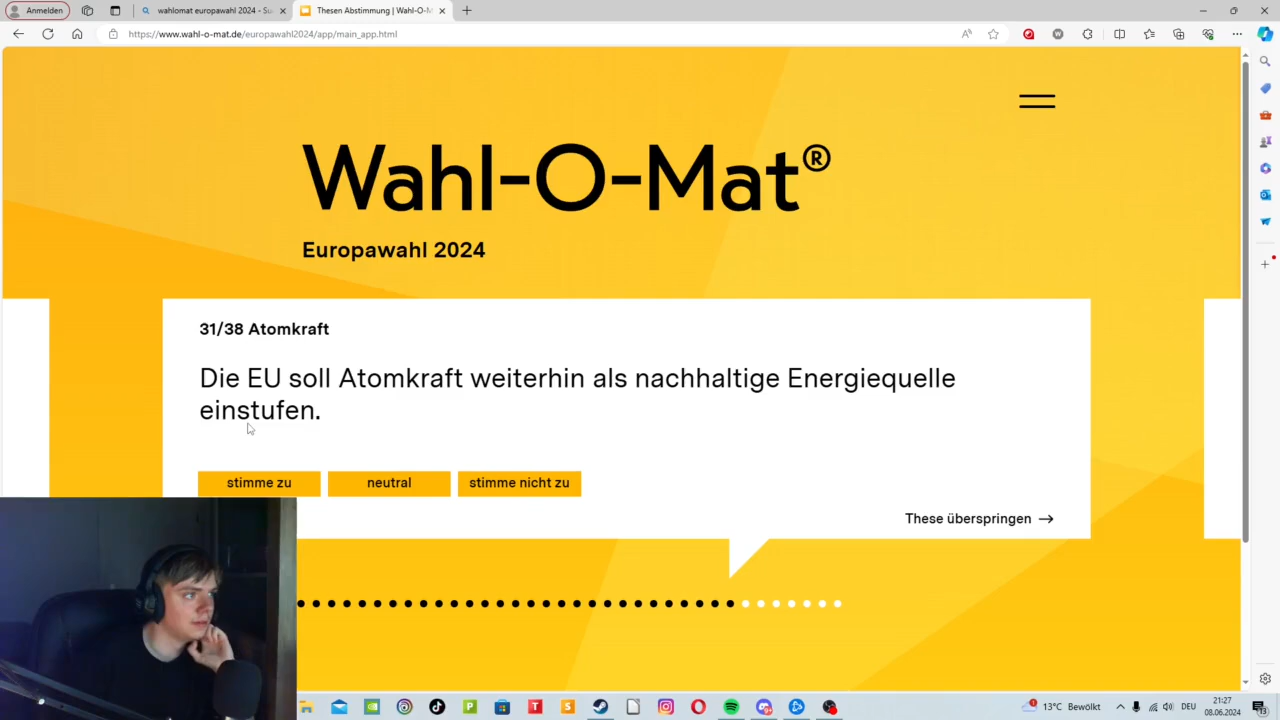 Anmelden
wahlomat europawahl 2024 - Su
Thesen Abstimmung | Wahl-O-M
https://www.wahl-o-mat.de/europawahl2024/app/main_app.html
Wahl-O-Mat®
Europawahl 2024
31/38 Atomkraft
Die EU soll Atomkraft weiterhin als nachhaltige Energiequelle
einstufen.
stimme zu
neutral
stimme nicht zu
These überspringen →
13°C Bewölkt
DEU
21:27
08.06.2024